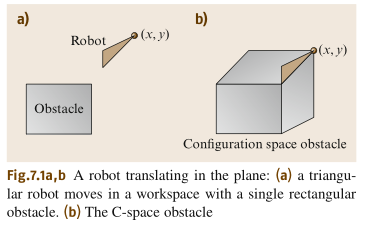 a)
b)
Robot
(x, y)
(x, y)
Obstacle
Configuration space obstacle
Fig.7.1a,b A robot translating in the plane: (a) a triangu-
lar robot moves in a workspace with a single rectangular
obstacle. (b) The C-space obstacle